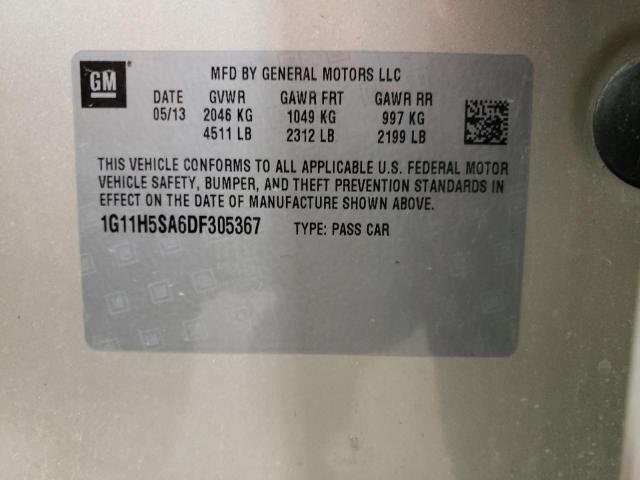 GM
MFD BY GENERAL MOTORS LLC
DATE GVWR GAWR FRT GAWR RR
05/13 2046 KG 1049 KG 997 KG
4511 LB 2312 LB 2199 LB
THIS VEHICLE CONFORMS TO ALL APPLICABLE U.S. FEDERAL MOTOR
VEHICLE SAFETY, BUMPER, AND THEFT PREVENTION STANDARDS IN
EFFECT ON THE DATE OF MANUFACTURE SHOWN ABOVE.
1G11H5SA6DF305367 TYPE: PASS CAR